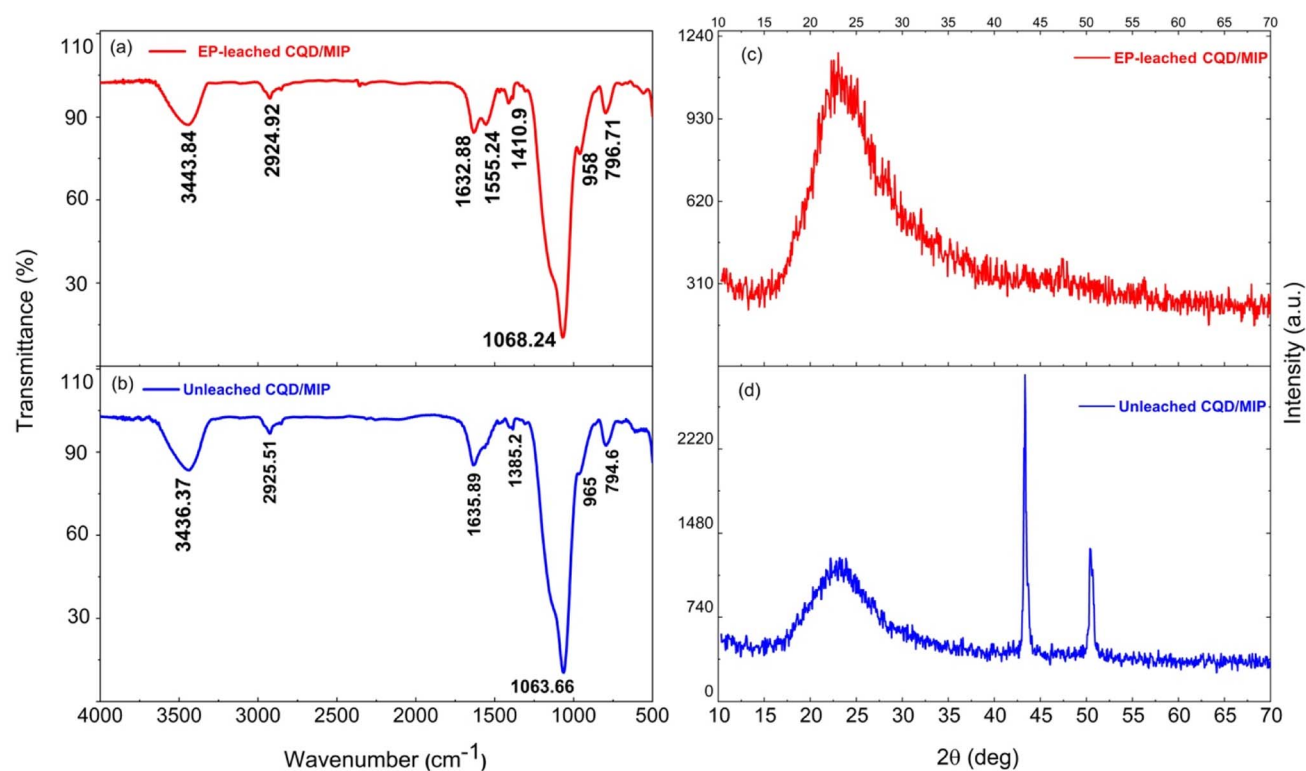 (a) EP-leached CQD/MIP
110
90
60
30
3443.84
2924.92
1632.88
1555.24
1410.9
1068.24
958
796.71
(b) Unleached CQD/MIP
110
90
60
30
3436.37
2925.51
1635.89
1385.2
1063.66
965
794.6
Transmittance (%)
4000 3500 3000 2500 2000 1500 1000 500
Wavenumber (cm-1)
10 15 20 25 30 35 40 45 50 55 60 65 70
(c) EP-leached CQD/MIP
1240
930
620
310
(d) Unleached CQD/MIP
2220
1480
740
0
Intensity (a.u.)
10 15 20 25 30 35 40 45 50 55 60 65 70
2θ (deg)